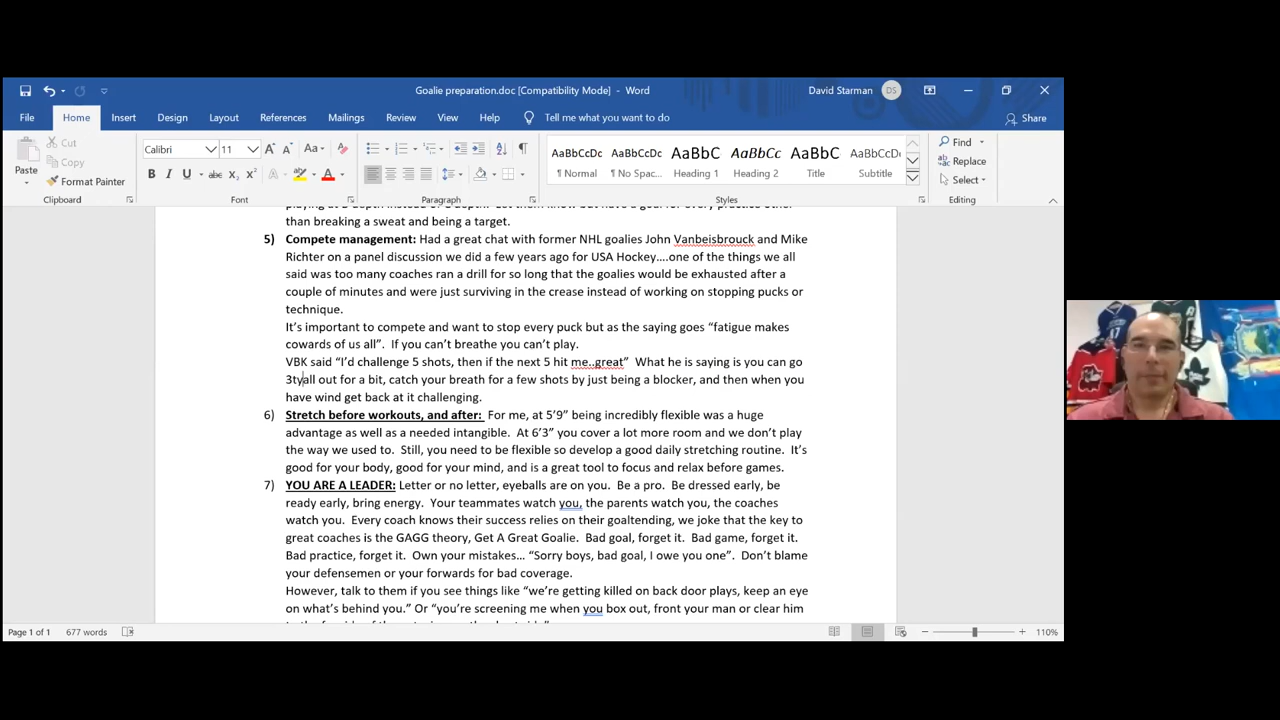 Goalie preparation.doc [Compatibility Mode] - Word
David Starman
DS
File Home Insert Design Layout References Mailings Review View Help Tell me what you want to do Share
Paste
Cut
Copy
Format Painter
Clipboard
Calibri 11
Font
Paragraph
AaBbCcDc AaBbCcDc AaBbC AaBbCc AaBbC AaBbCcDc
¶ Normal ¶ No Spac... Heading 1 Heading 2 Title Subtitle
Styles
Find
Replace
Select
Editing
than breaking a sweat and being a target.
5) Compete management: Had a great chat with former NHL goalies John Vanbeisbrouck and Mike
Richter on a panel discussion we did a few years ago for USA Hockey….one of the things we all
said was too many coaches ran a drill for so long that the goalies would be exhausted after a
couple of minutes and were just surviving in the crease instead of working on stopping pucks or
technique.
It’s important to compete and want to stop every puck but as the saying goes “fatigue makes
cowards of us all”. If you can’t breathe you can’t play.
VBK said “I’d challenge 5 shots, then if the next 5 hit me..great” What he is saying is you can go
3tyall out for a bit, catch your breath for a few shots by just being a blocker, and then when you
have wind get back at it challenging.
6) Stretch before workouts, and after: For me, at 5’9” being incredibly flexible was a huge
advantage as well as a needed intangible. At 6’3” you cover a lot more room and we don’t play
the way we used to. Still, you need to be flexible so develop a good daily stretching routine. It’s
good for your body, good for your mind, and is a great tool to focus and relax before games.
7) YOU ARE A LEADER: Letter or no letter, eyeballs are on you. Be a pro. Be dressed early, be
ready early, bring energy. Your teammates watch you, the parents watch you, the coaches
watch you. Every coach knows their success relies on their goaltending, we joke that the key to
great coaches is the GAGG theory, Get A Great Goalie. Bad goal, forget it. Bad game, forget it.
Bad practice, forget it. Own your mistakes… “Sorry boys, bad goal, I owe you one”. Don’t blame
your defensemen or your forwards for bad coverage.
However, talk to them if you see things like “we’re getting killed on back door plays, keep an eye
on what’s behind you.” Or “you’re screening me when you box out, front your man or clear him
Page 1 of 1 677 words 110%